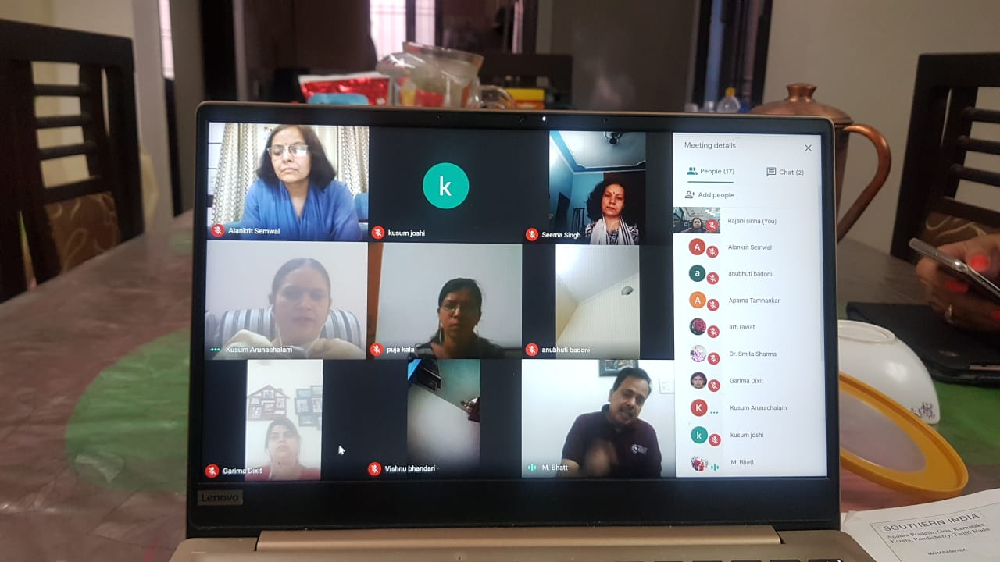 Alankrit Semwal
k
kusum joshi
Seema Singh
Kusum Arunachalam
puja kala
anubhuti badoni
Garima Dixit
Vishnu bhandari
M. Bhatt
Meeting details
People (17)
Chat (2)
Add people
Rajani sinha (You)
A
Alankrit Semwal
a
anubhuti badoni
A
Aparna Tamhankar
arti rawat
Dr. Smita Sharma
Garima Dixit
K
Kusum Arunachalam
k
kusum joshi
M. Bhatt
Lenovo
SOUTHERN INDIA
Andhra Pradesh, Goa, Karnataka,
Kerala, Pondicherry, Tamil Nadu
MAHARASHTRA